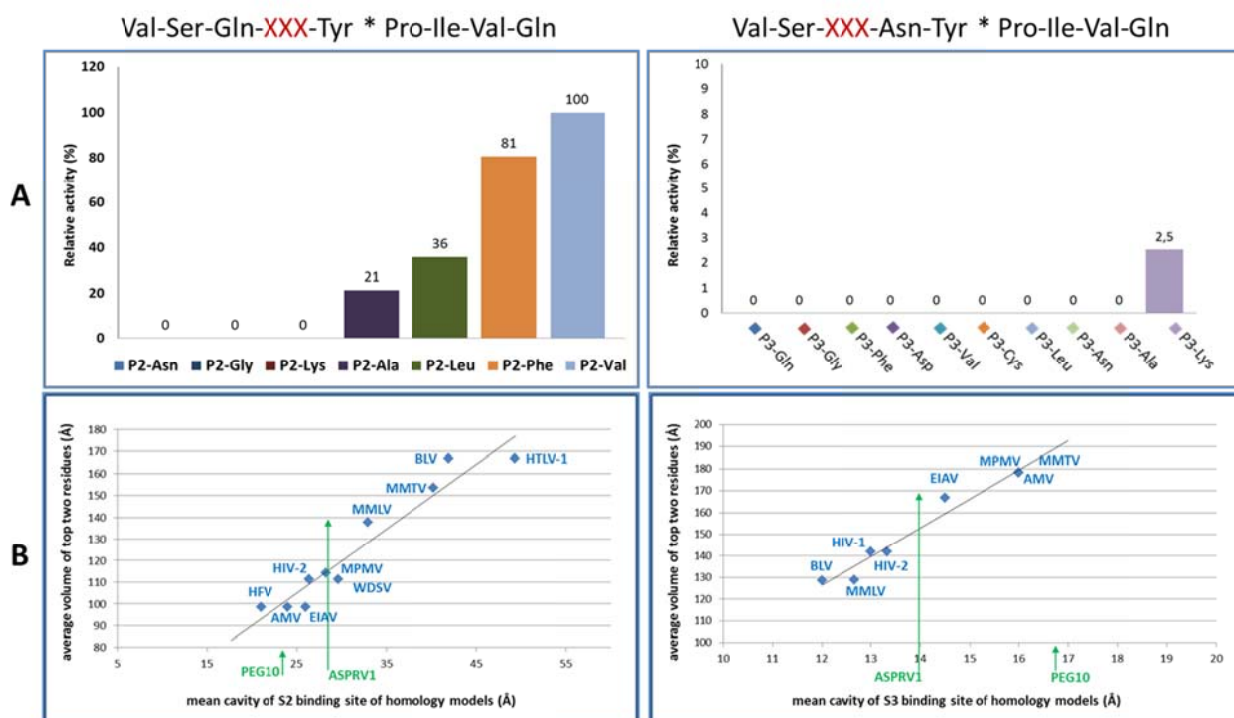 Val-Ser-Gln-XXX-Tyr * Pro-Ile-Val-Gln
Val-Ser-XXX-Asn-Tyr * Pro-Ile-Val-Gln
A
Relative activity (%)
120
100
80
60
40
20
0
0
0
0
21
36
81
100
P2-Asn P2-Gly P2-Lys P2-Ala P2-Leu P2-Phe P2-Val
Relative activity (%)
10
9
8
7
6
5
4
3
2
1
0
0 0 0 0 0 0 0 0 0 2,5
P3-Gln P3-Gly P3-Phe P3-Asp P3-Val P3-Cys P3-Leu P3-Asn P3-Ala P3-Lys
B
average volume of top two residues (Å)
180
170
160
150
140
130
120
110
100
90
80
BLV HTLV-1
MMTV
MMLV
HIV-2 MPMV
WDSV
HFV
AMV EIAV
5 15 25 35 45 55
PEG10 ASPRV1
mean cavity of S2 binding site of homology models (Å)
average volume of top two residues (Å)
200
190
180
170
160
150
140
130
120
110
100
MPMV MMTV
AMV
EIAV
HIV-1
HIV-2
BLV
MMLV
10 11 12 13 14 15 16 17 18 19 20
ASPRV1 PEG10
mean cavity of S3 binding site of homology models (Å)